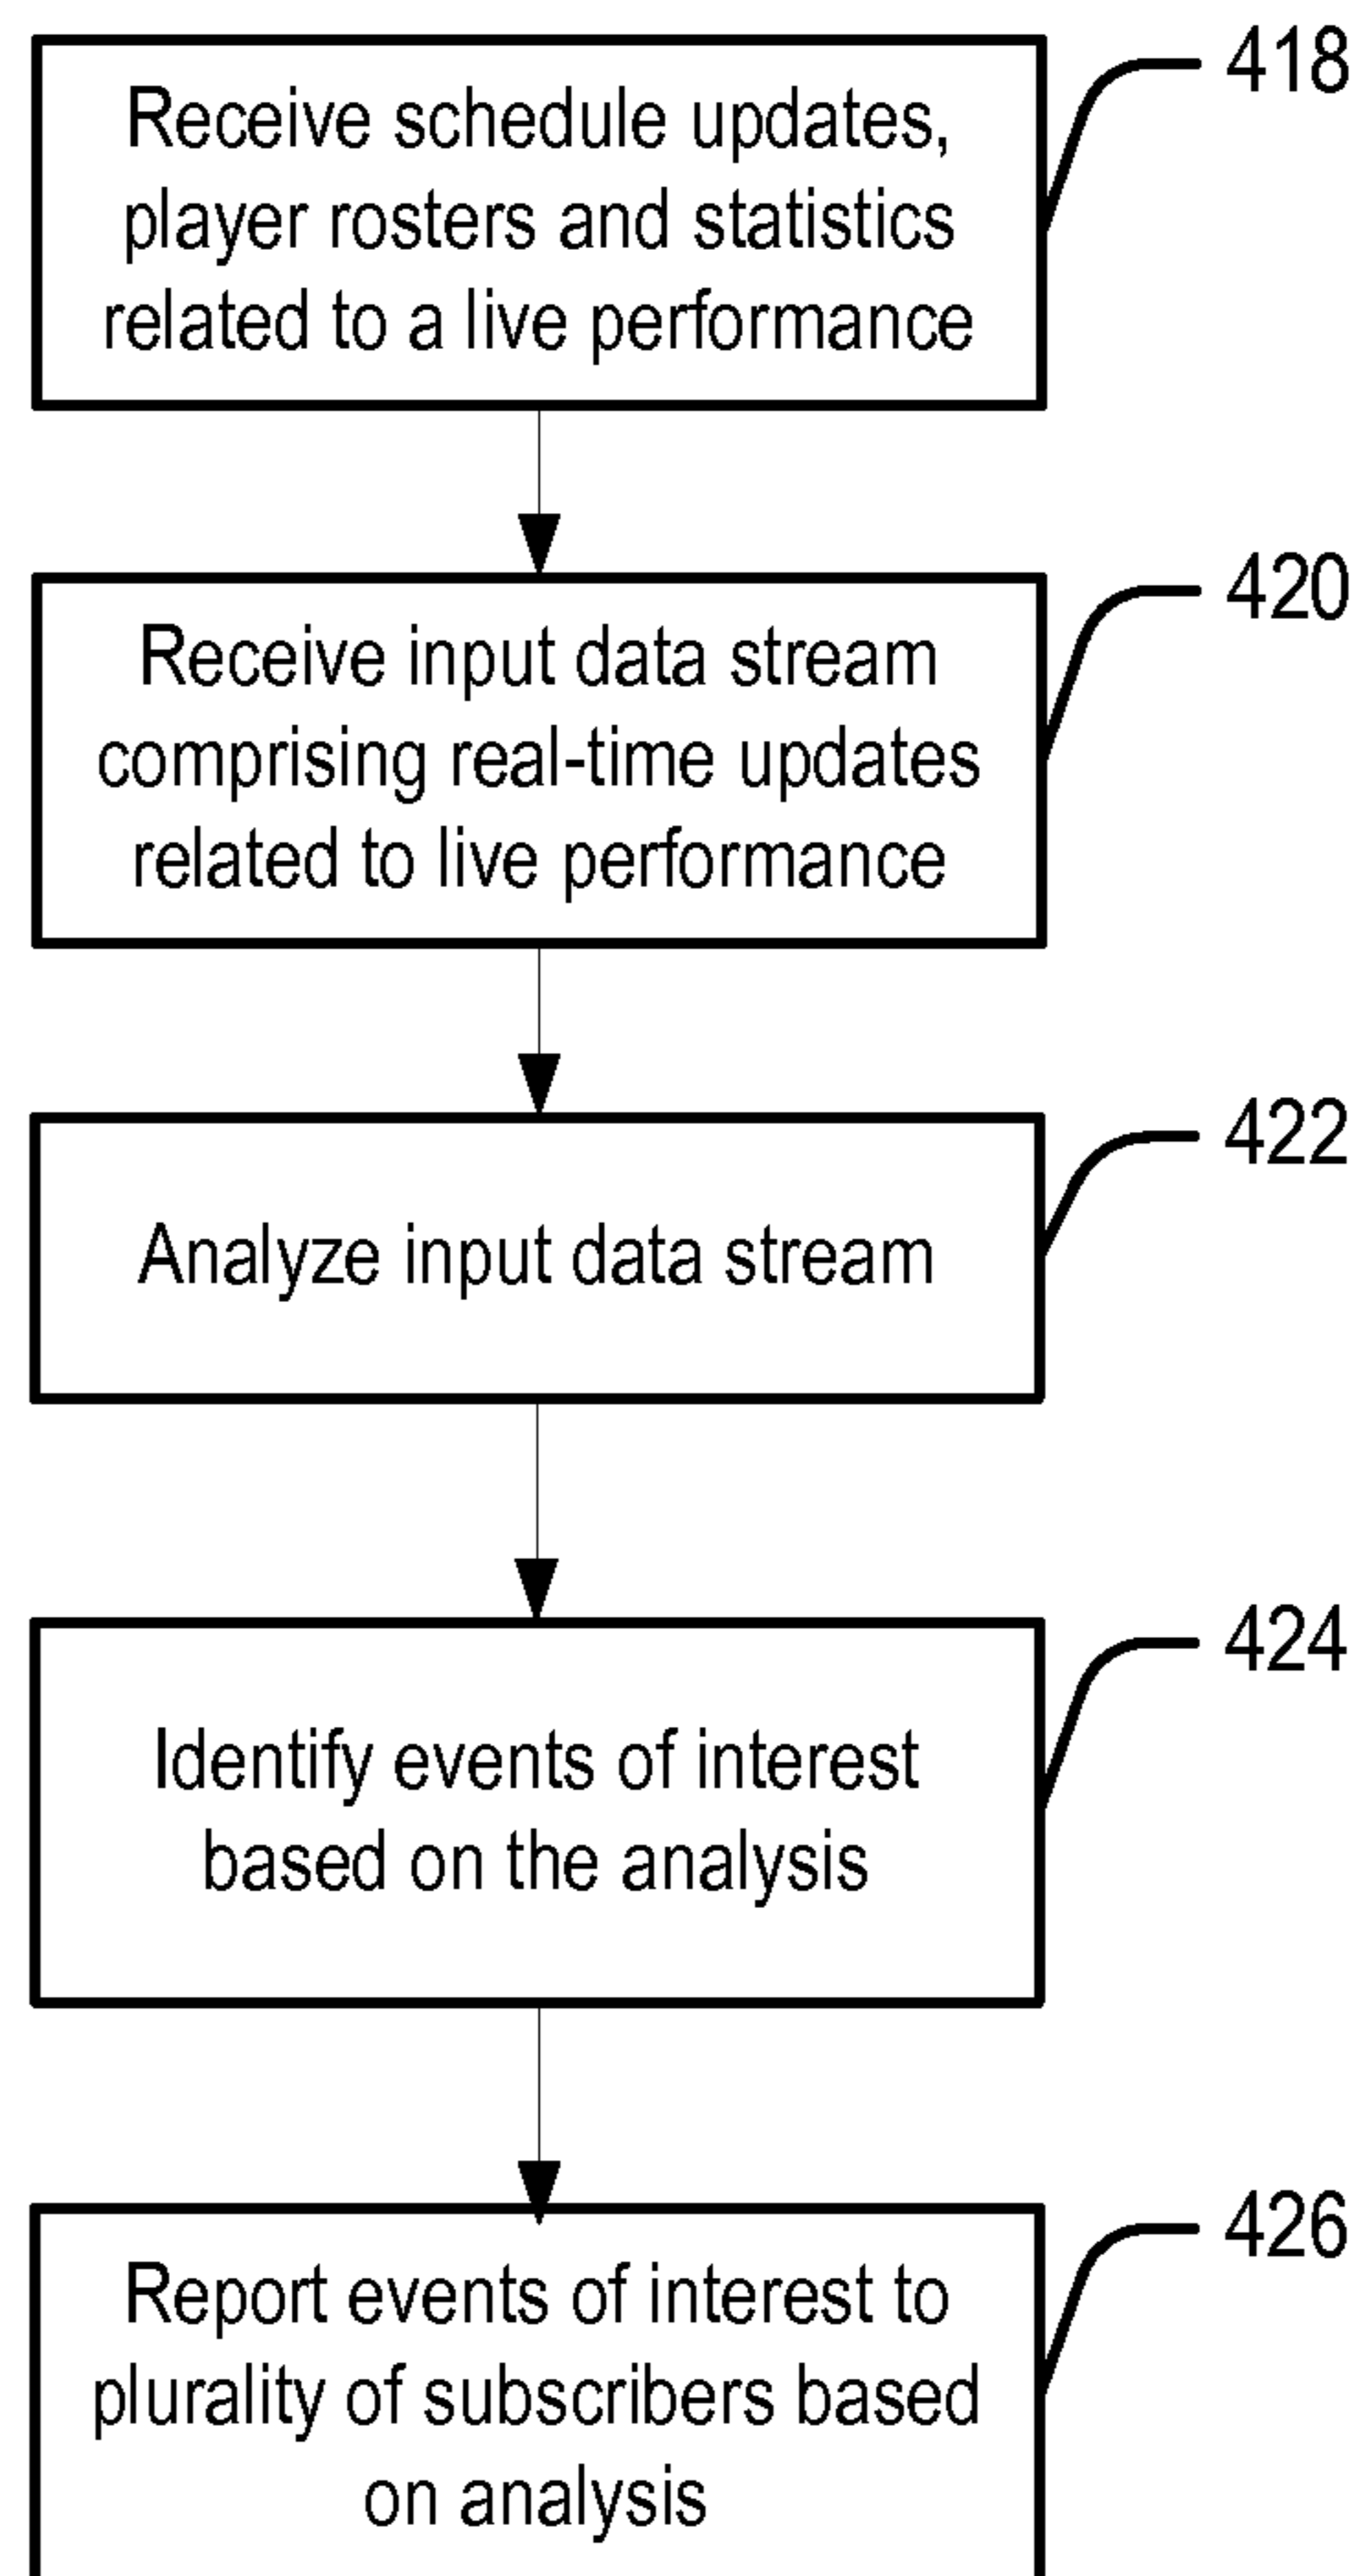 418
Receive schedule updates,
player rosters and statistics
related to a live performance
420
Receive input data stream
comprising real-time updates
related to live performance
422
Analyze input data stream
424
Identify events of interest
based on the analysis
426
Report events of interest to
plurality of subscribers based
on analysis